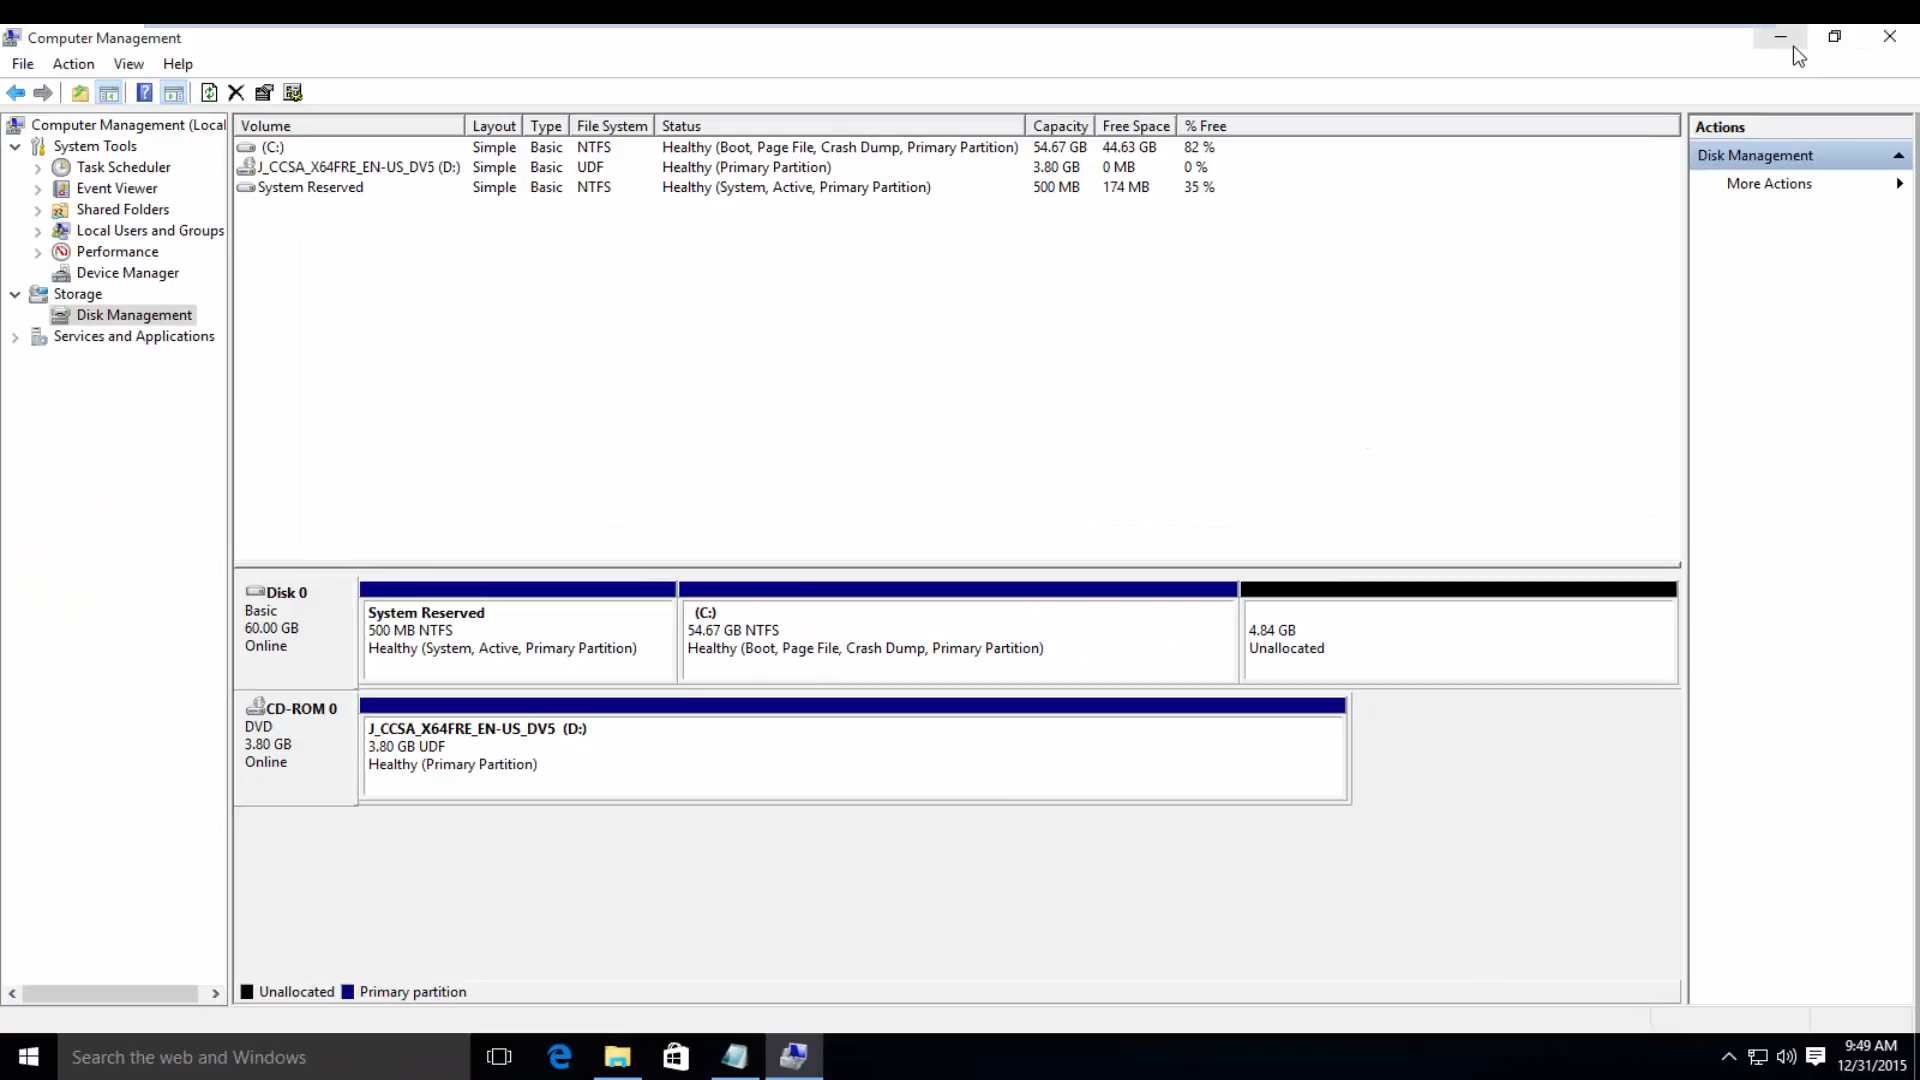 Computer Management
File Action View Help
Computer Management (Local
System Tools
Task Scheduler
Event Viewer
Shared Folders
Local Users and Groups
Performance
Device Manager
Storage
Disk Management
Services and Applications
Volume Layout Type File System Status Capacity Free Space % Free
(C:) Simple Basic NTFS Healthy (Boot, Page File, Crash Dump, Primary Partition) 54.67 GB 44.63 GB 82 %
J_CCSA_X64FRE_EN-US_DV5 (D:) Simple Basic UDF Healthy (Primary Partition) 3.80 GB 0 MB 0 %
System Reserved Simple Basic NTFS Healthy (System, Active, Primary Partition) 500 MB 174 MB 35 %
Disk 0
Basic
60.00 GB
Online
System Reserved
500 MB NTFS
Healthy (System, Active, Primary Partition)
(C:)
54.67 GB NTFS
Healthy (Boot, Page File, Crash Dump, Primary Partition)
4.84 GB
Unallocated
CD-ROM 0
DVD
3.80 GB
Online
J_CCSA_X64FRE_EN-US_DV5 (D:)
3.80 GB UDF
Healthy (Primary Partition)
Unallocated Primary partition
Actions
Disk Management
More Actions
Search the web and Windows
9:49 AM
12/31/2015